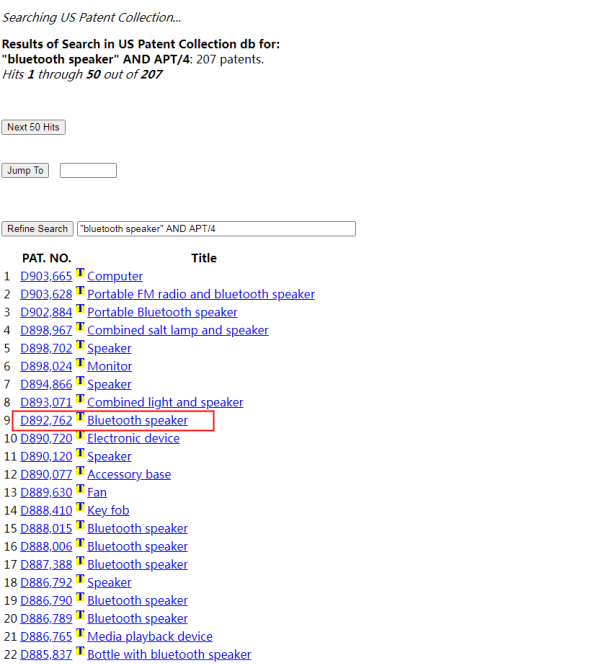 Searching US Patent Collection...
Results of Search in US Patent Collection db for:
"bluetooth speaker" AND APT/4: 207 patents.
Hits 1 through 50 out of 207
Next 50 Hits
Jump To
Refine Search "bluetooth speaker" AND APT/4
PAT. NO. Title
1 D903,665 T Computer
2 D903,628 T Portable FM radio and bluetooth speaker
3 D902,884 T Portable Bluetooth speaker
4 D898,967 T Combined salt lamp and speaker
5 D898,702 T Speaker
6 D898,024 T Monitor
7 D894,866 T Speaker
8 D893,071 T Combined light and speaker
9 D892,762 T Bluetooth speaker
10 D890,720 T Electronic device
11 D890,120 T Speaker
12 D890,077 T Accessory base
13 D889,630 T Fan
14 D888,410 T Key fob
15 D888,015 T Bluetooth speaker
16 D888,006 T Bluetooth speaker
17 D887,388 T Bluetooth speaker
18 D886,792 T Speaker
19 D886,790 T Bluetooth speaker
20 D886,789 T Bluetooth speaker
21 D886,765 T Media playback device
22 D885,837 T Bottle with bluetooth speaker